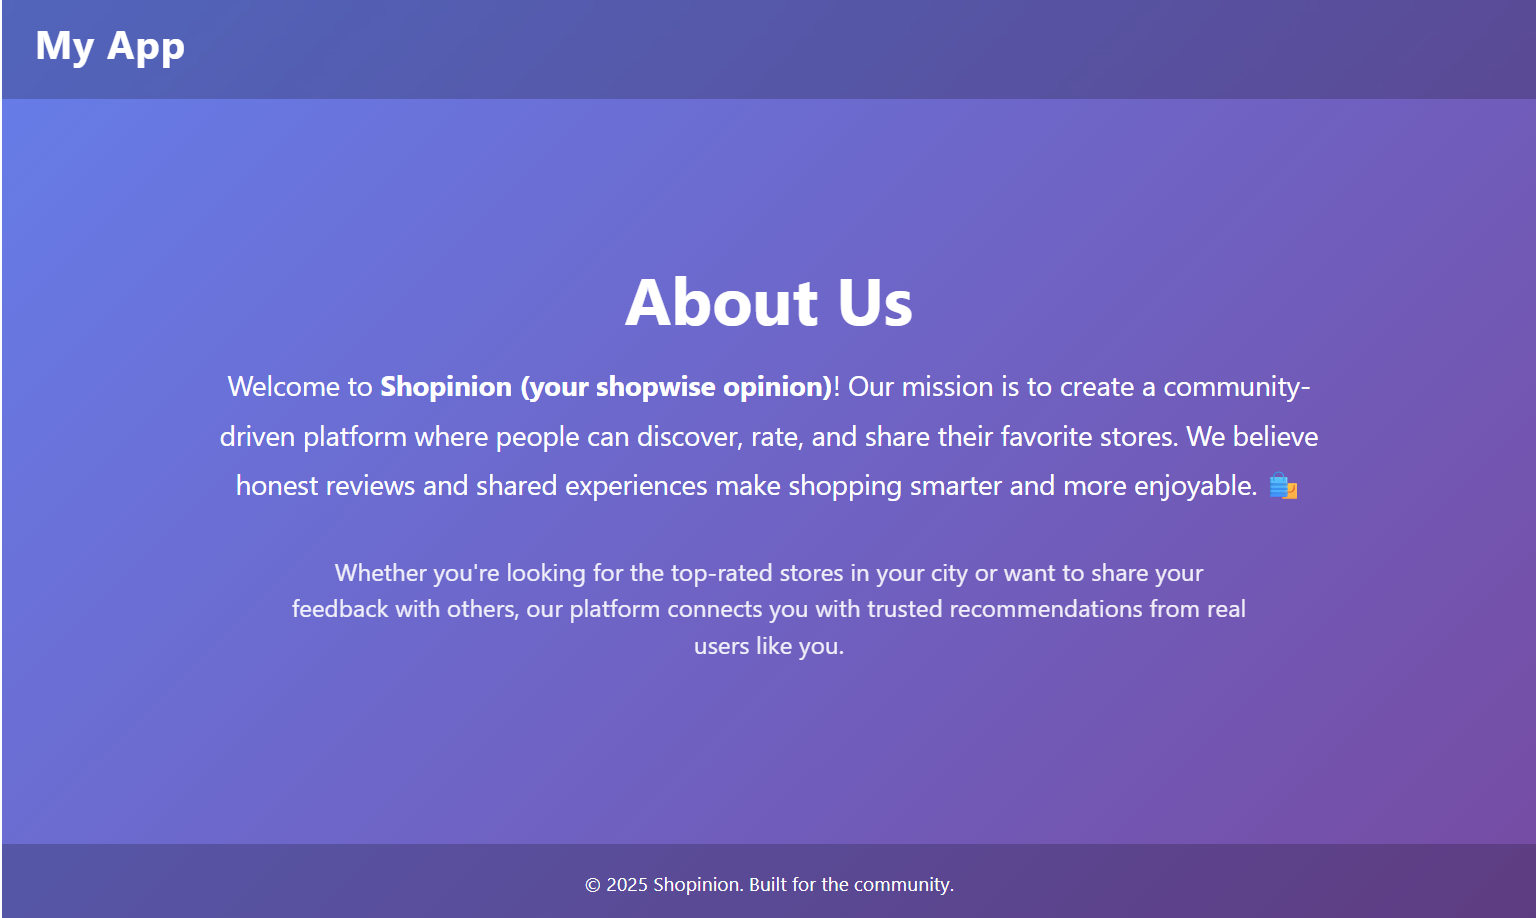 My App
About Us
Welcome to Shopinion (your shopwise opinion)! Our mission is to create a community-
driven platform where people can discover, rate, and share their favorite stores. We believe
honest reviews and shared experiences make shopping smarter and more enjoyable. 🛍️
Whether you're looking for the top-rated stores in your city or want to share your
feedback with others, our platform connects you with trusted recommendations from real
users like you.
© 2025 Shopinion. Built for the community.